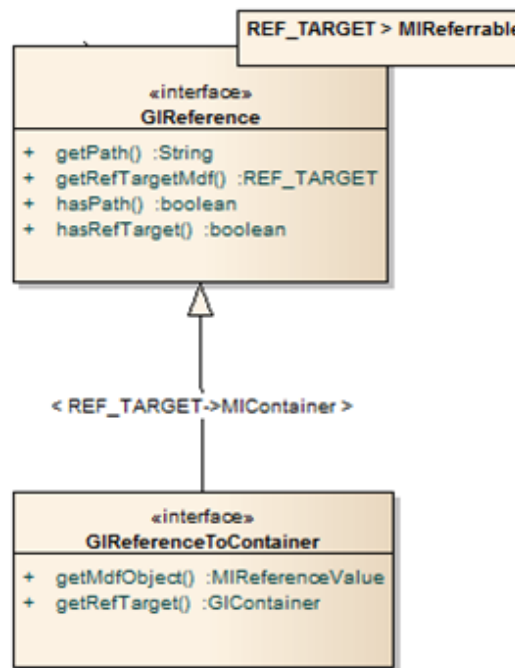 REF_TARGET > MIReferrable
«interface»
GIReference
+ getPath() :String
+ getRefTargetMdf() :REF_TARGET
+ hasPath() :boolean
+ hasRefTarget() :boolean
< REF_TARGET->MIContainer >
«interface»
GIReferenceToContainer
+ getMdfObject() :MIReferenceValue
+ getRefTarget() :GIContainer